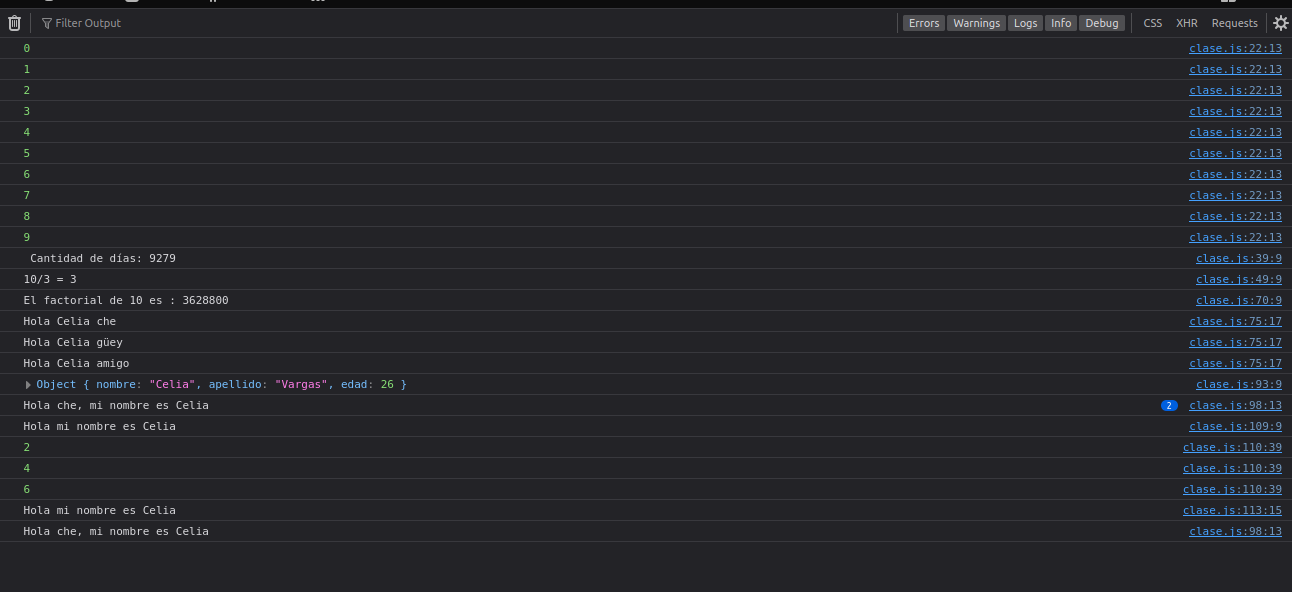 Filter Output Errors Warnings Logs Info Debug CSS XHR Requests
0 clase.js:22:13
1 clase.js:22:13
2 clase.js:22:13
3 clase.js:22:13
4 clase.js:22:13
5 clase.js:22:13
6 clase.js:22:13
7 clase.js:22:13
8 clase.js:22:13
9 clase.js:22:13
Cantidad de días: 9279 clase.js:39:9
10/3 = 3 clase.js:49:9
El factorial de 10 es : 3628800 clase.js:70:9
Hola Celia che clase.js:75:17
Hola Celia güey clase.js:75:17
Hola Celia amigo clase.js:75:17
Object { nombre: "Celia", apellido: "Vargas", edad: 26 } clase.js:93:9
Hola che, mi nombre es Celia 2 clase.js:98:13
Hola mi nombre es Celia clase.js:109:9
2 clase.js:110:39
4 clase.js:110:39
6 clase.js:110:39
Hola mi nombre es Celia clase.js:113:15
Hola che, mi nombre es Celia clase.js:98:13